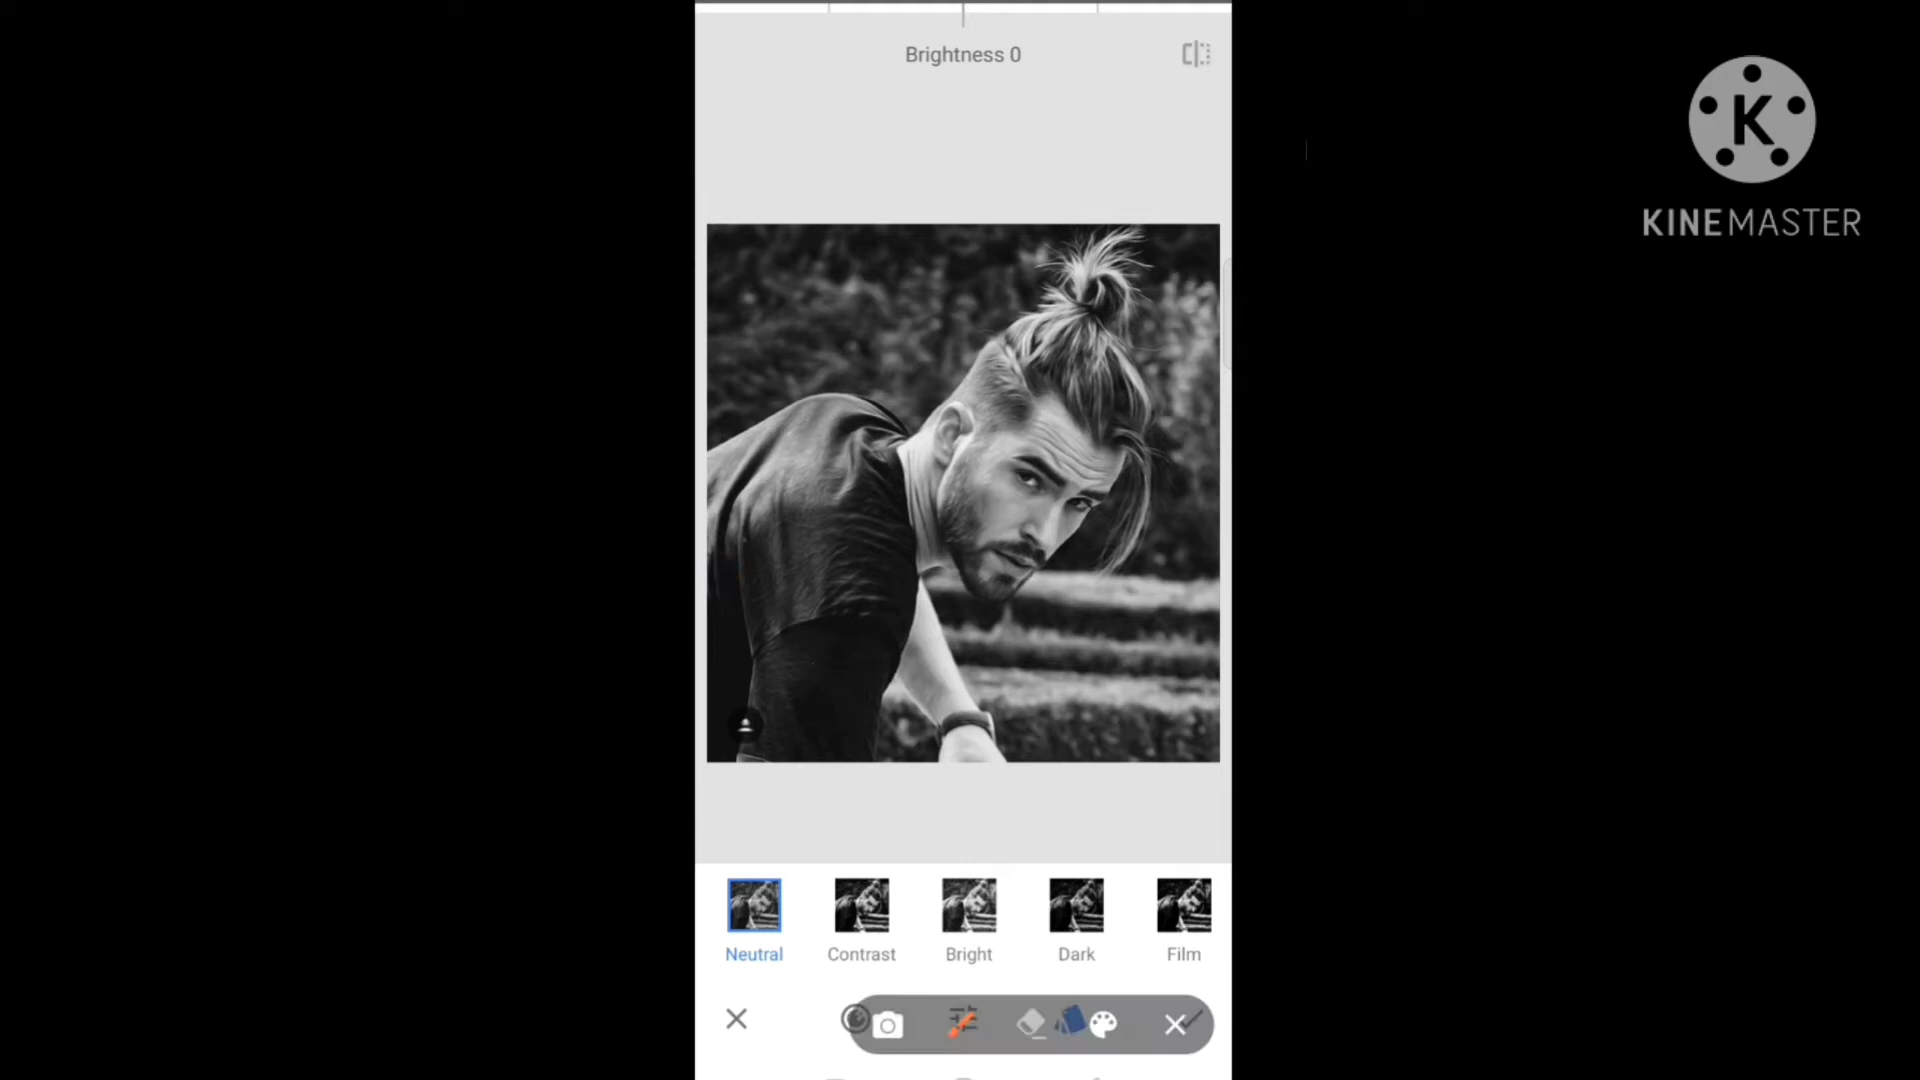 Brightness 0
K
KINEMASTER
Neutral
Contrast
Bright
Dark
Film